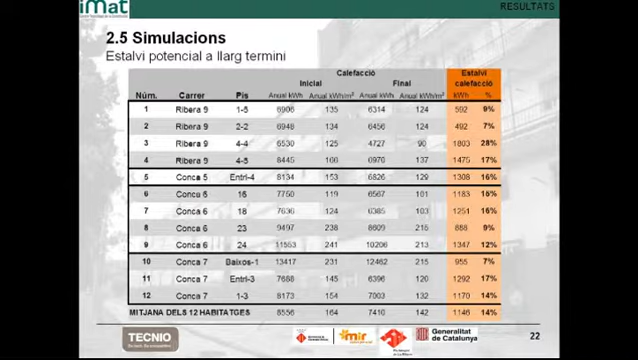 iMat
RESULTATS
2.5 Simulacions
Estalvi potencial a llarg termini
Calefacció Estalvi
Inicial Final calefacció
Núm. Carrer Pis Anual kWh Anual kWh/m² Anual kWh Anual kWh/m² kWh %
1 Ribera 9 1-5 6906 135 6314 124 592 9%
2 Ribera 9 2-2 6948 134 6456 124 492 7%
3 Ribera 9 4-4 6530 125 4727 90 1803 28%
4 Ribera 9 4-5 8445 166 6970 137 1475 17%
5 Conca 5 Entrl-4 8134 153 6826 129 1308 16%
6 Conca 6 16 7750 119 6567 101 1183 15%
7 Conca 6 18 7636 124 6385 103 1251 16%
8 Conca 6 23 9497 238 8609 216 888 9%
9 Conca 6 24 11553 241 10206 213 1347 12%
10 Conca 7 Baixos-1 13417 231 12462 215 955 7%
11 Conca 7 Entrl-3 7688 145 6396 120 1292 17%
12 Conca 7 1-3 8173 154 7003 132 1170 14%
MITJANA DELS 12 HABITATGES 8556 164 7410 142 1146 14%
TECNIO
mir
Generalitat
de Catalunya
22